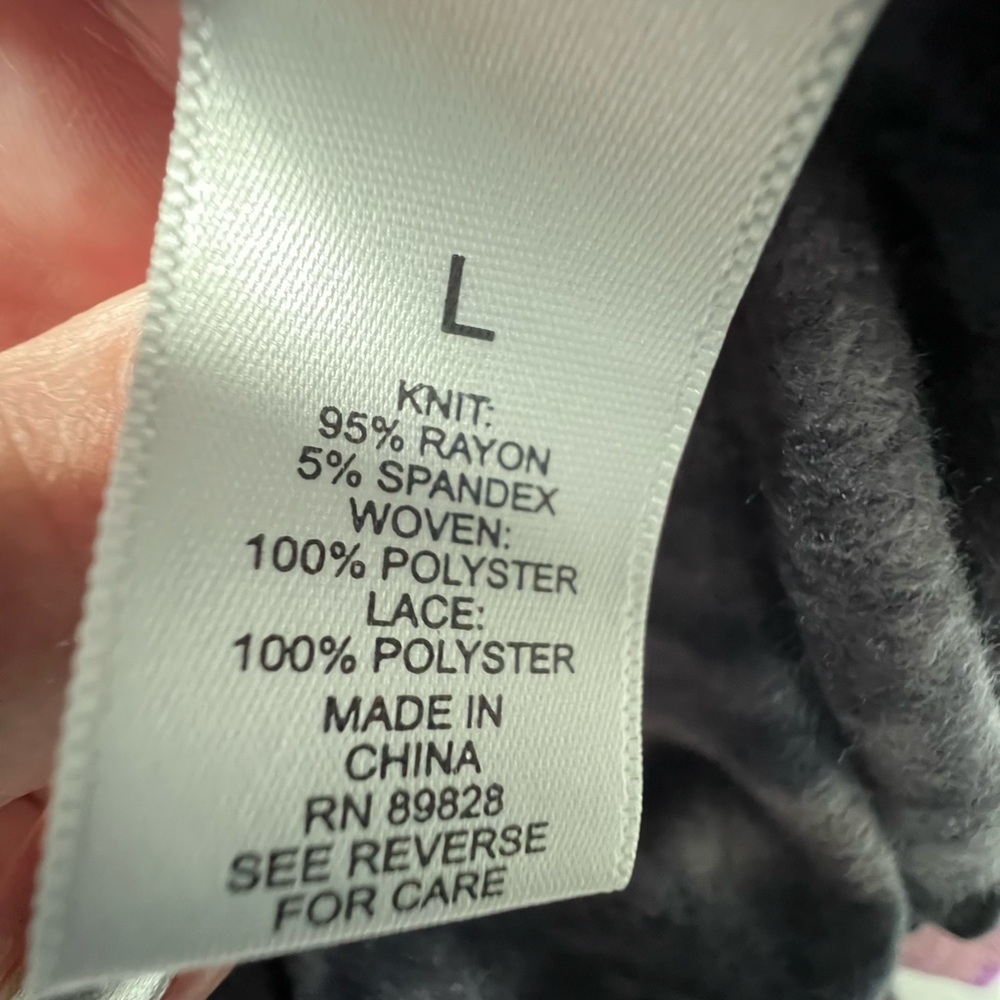 L
KNIT:
95% RAYON
5% SPANDEX
WOVEN:
100% POLYSTER
LACE:
100% POLYSTER
MADE IN
CHINA
RN 89828
SEE REVERSE
FOR CARE